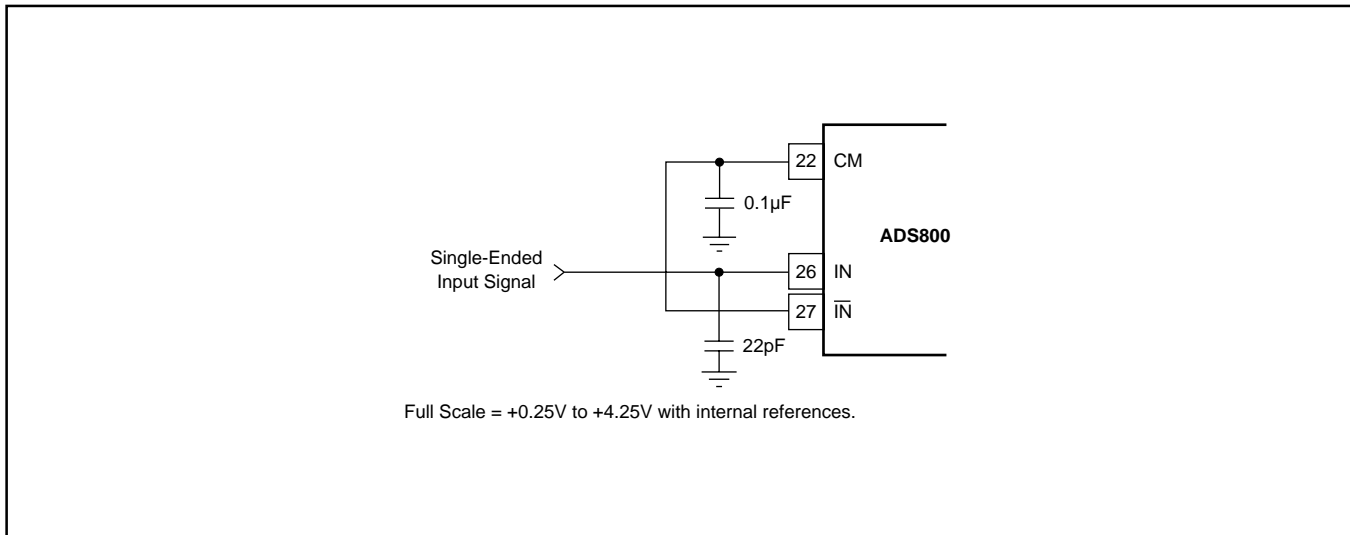 22 CM
0.1µF
ADS800
Single-Ended
Input Signal
26 IN
27 I̅N̅
22pF
Full Scale = +0.25V to +4.25V with internal references.